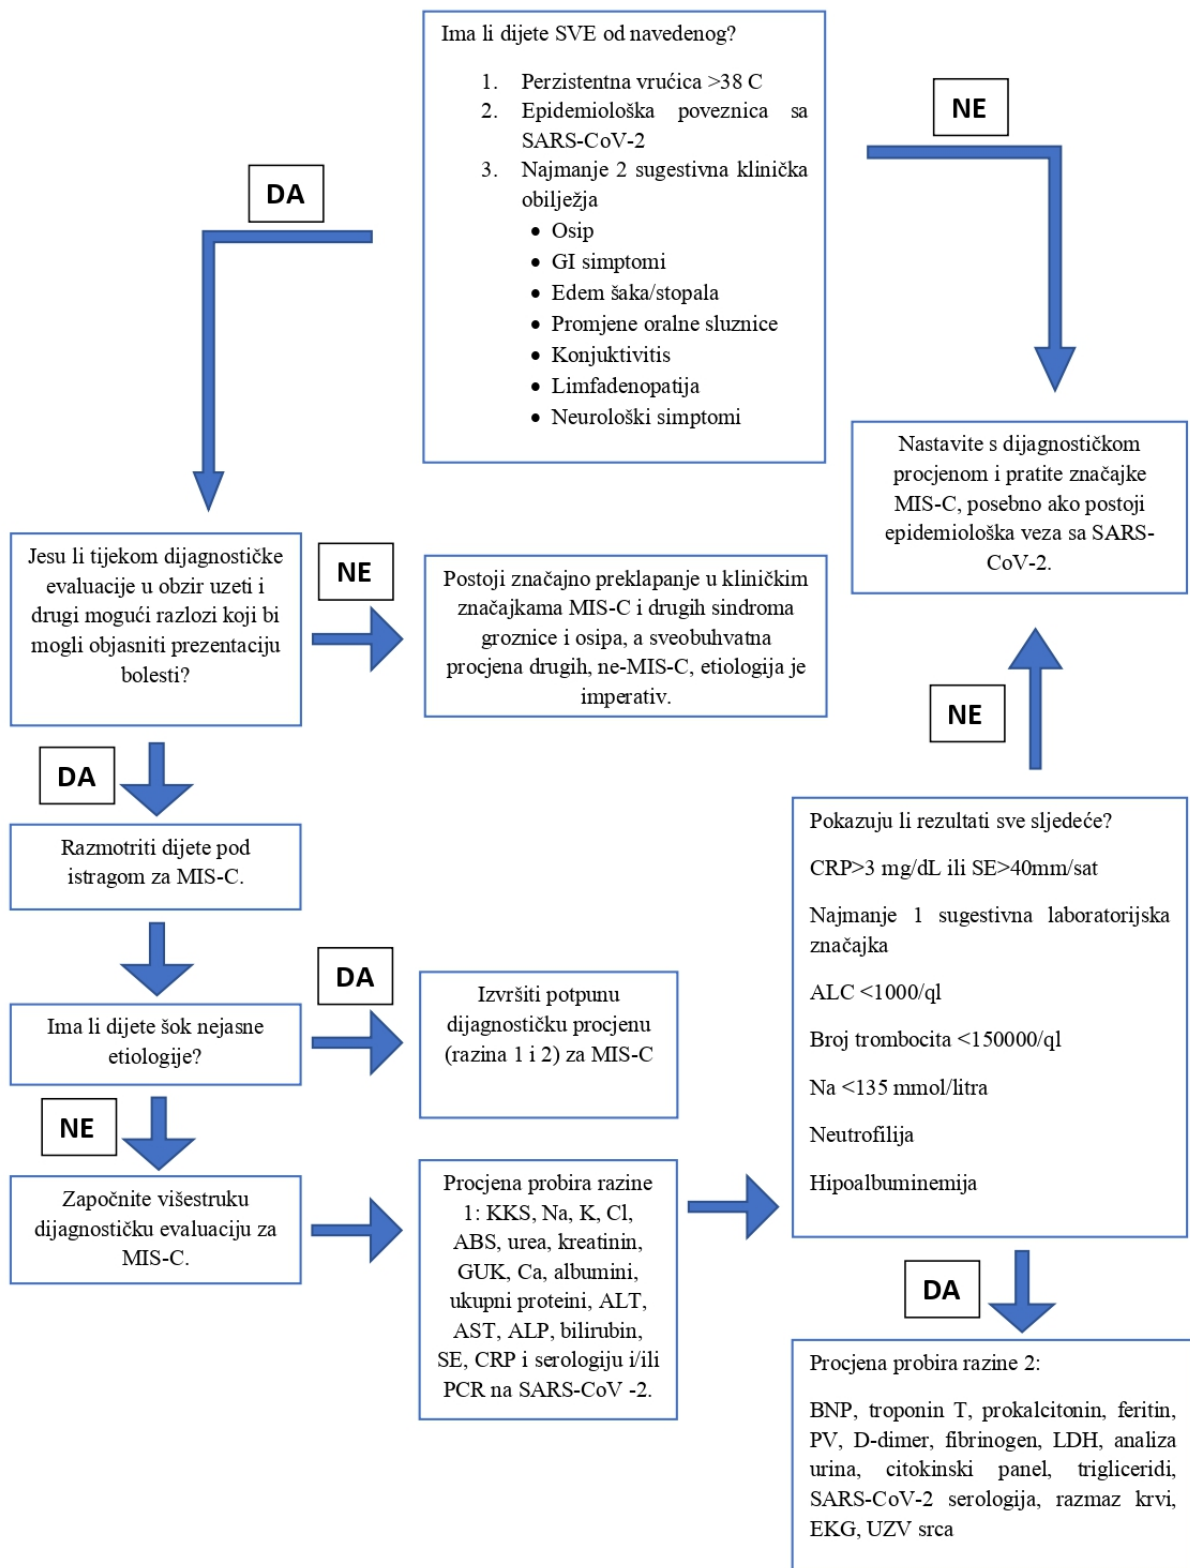 Ima li dijete SVE od navedenog?
1. Perzistentna vrućica >38 C
2. Epidemiološka poveznica sa
SARS-CoV-2
3. Najmanje 2 sugestivna klinička
obilježja
• Osip
• GI simptomi
• Edem šaka/stopala
• Promjene oralne sluznice
• Konjuktivitis
• Limfadenopatija
• Neurološki simptomi
NE
DA
Nastavite s dijagnostičkom
procjenom i pratite značajke
MIS-C, posebno ako postoji
epidemiološka veza sa SARS-
CoV-2.
Jesu li tijekom dijagnostičke
evaluacije u obzir uzeti i
drugi mogući razlozi koji bi
mogli objasniti prezentaciju
bolesti?
NE
Postoji značajno preklapanje u kliničkim
značajkama MIS-C i drugih sindroma
groznice i osipa, a sveobuhvatna
procjena drugih, ne-MIS-C, etiologija je
imperativ.
NE
DA
Razmotriti dijete pod
istragom za MIS-C.
Ima li dijete šok nejasne
etiologije?
DA
Izvršiti potpunu
dijagnostičku procjenu
(razina 1 i 2) za MIS-C
NE
Započnite višestruku
dijagnostičku evaluaciju za
MIS-C.
Procjena probira razine
1: KKS, Na, K, Cl,
ABS, urea, kreatinin,
GUK, Ca, albumini,
ukupni proteini, ALT,
AST, ALP, bilirubin,
SE, CRP i serologiju i/ili
PCR na SARS-CoV -2.
Pokazuju li rezultati sve sljedeće?
CRP>3 mg/dL ili SE>40mm/sat
Najmanje 1 sugestivna laboratorijska
značajka
ALC <1000/ql
Broj trombocita <150000/ql
Na <135 mmol/litra
Neutrofilija
Hipoalbuminemija
DA
Procjena probira razine 2:
BNP, troponin T, prokalcitonin, feritin,
PV, D-dimer, fibrinogen, LDH, analiza
urina, citokinski panel, trigliceridi,
SARS-CoV-2 serologija, razmaz krvi,
EKG, UZV srca